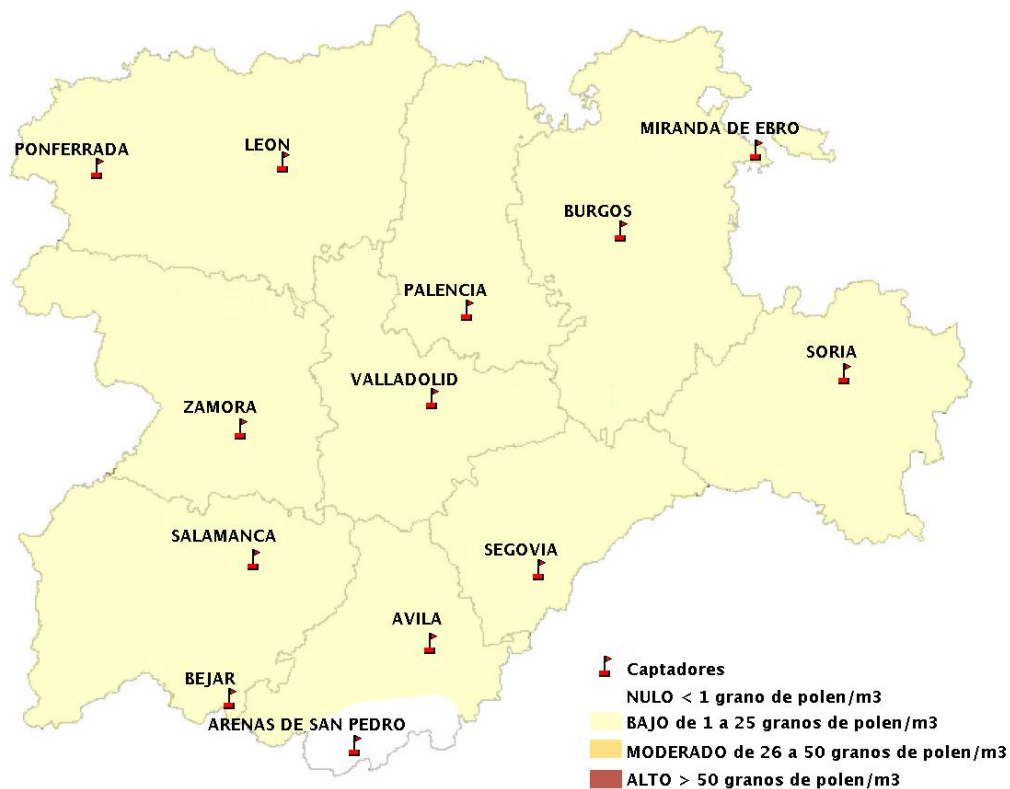 MIRANDA DE EBRO
PONFERRADA
LEON
BURGOS
PALENCIA
SORIA
VALLADOLID
ZAMORA
SALAMANCA
SEGOVIA
AVILA
BEJAR
ARENAS DE SAN PEDRO
Captadores
NULO < 1 grano de polen/m3
BAJO de 1 a 25 granos de polen/m3
MODERADO de 26 a 50 granos de polen/m3
ALTO > 50 granos de polen/m3